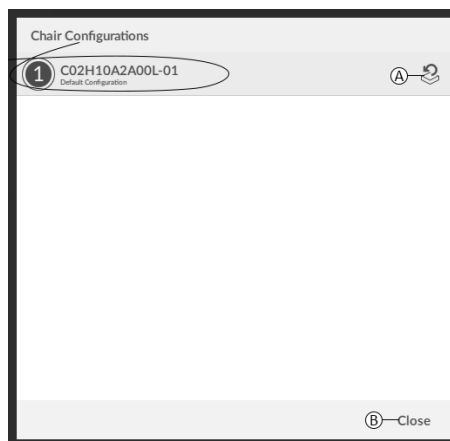 Chair Configurations
1 C02H10A2A00L-01
Default Configuration
A
B Close